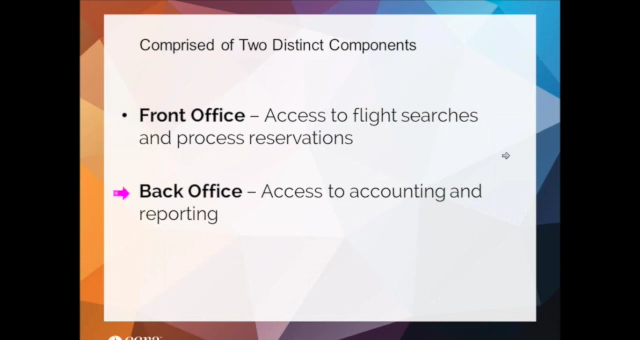 Comprised of Two Distinct Components
• Front Office – Access to flight searches
and process reservations
Back Office – Access to accounting and
reporting